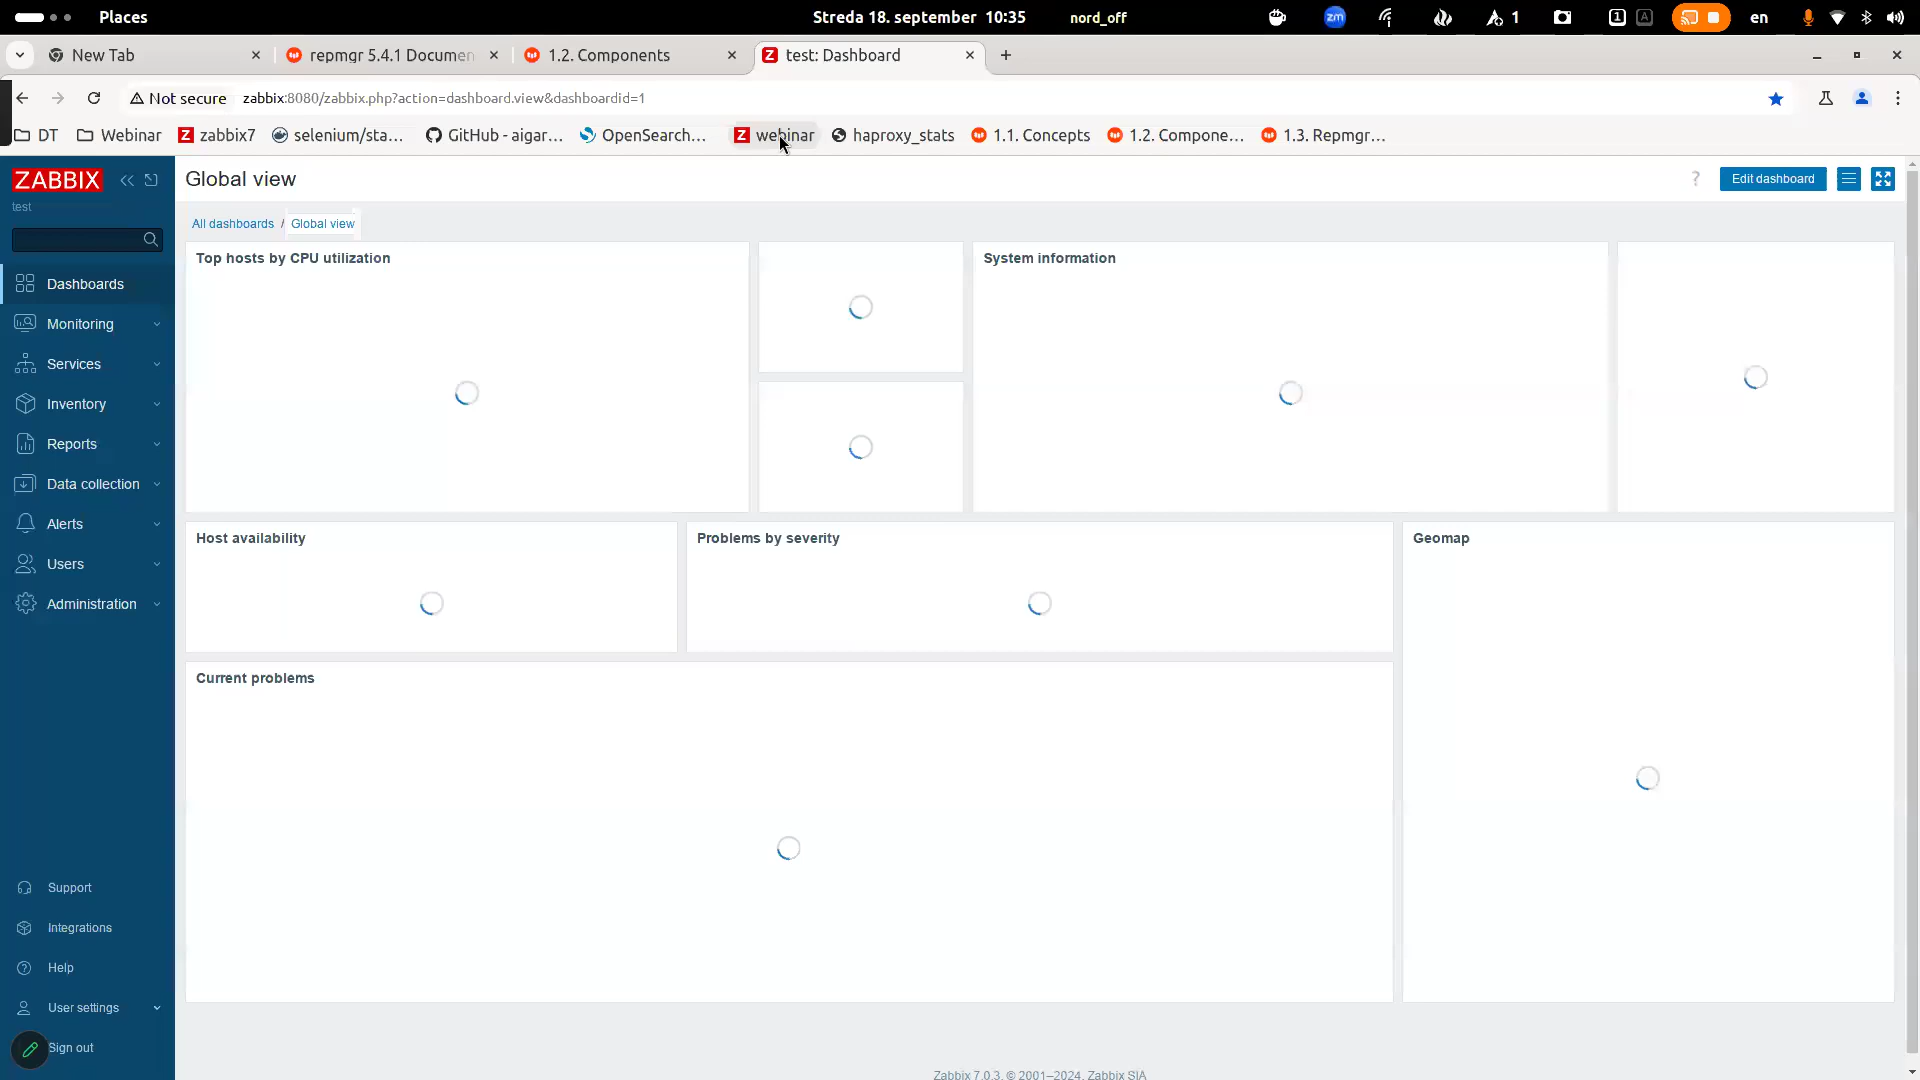 Places
Streda 18. september 10:35
nord_off
zm
1
1
A
en
New Tab
repmgr 5.4.1 Documen
1.2. Components
Z
test: Dashboard
Not secure
zabbix:8080/zabbix.php?action=dashboard.view&dashboardid=1
DT
Webinar
Z zabbix7
selenium/sta...
GitHub - aigar...
OpenSearch...
Z webinar
haproxy_stats
1.1. Concepts
1.2. Compone...
1.3. Repmgr...
ZABBIX
test
Dashboards
Monitoring
Services
Inventory
Reports
Data collection
Alerts
Users
Administration
Support
Integrations
Help
User settings
Sign out
Global view
?
Edit dashboard
All dashboards / Global view
Top hosts by CPU utilization
System information
Host availability
Problems by severity
Geomap
Current problems
Zabbix 7.0.3. © 2001–2024, Zabbix SIA